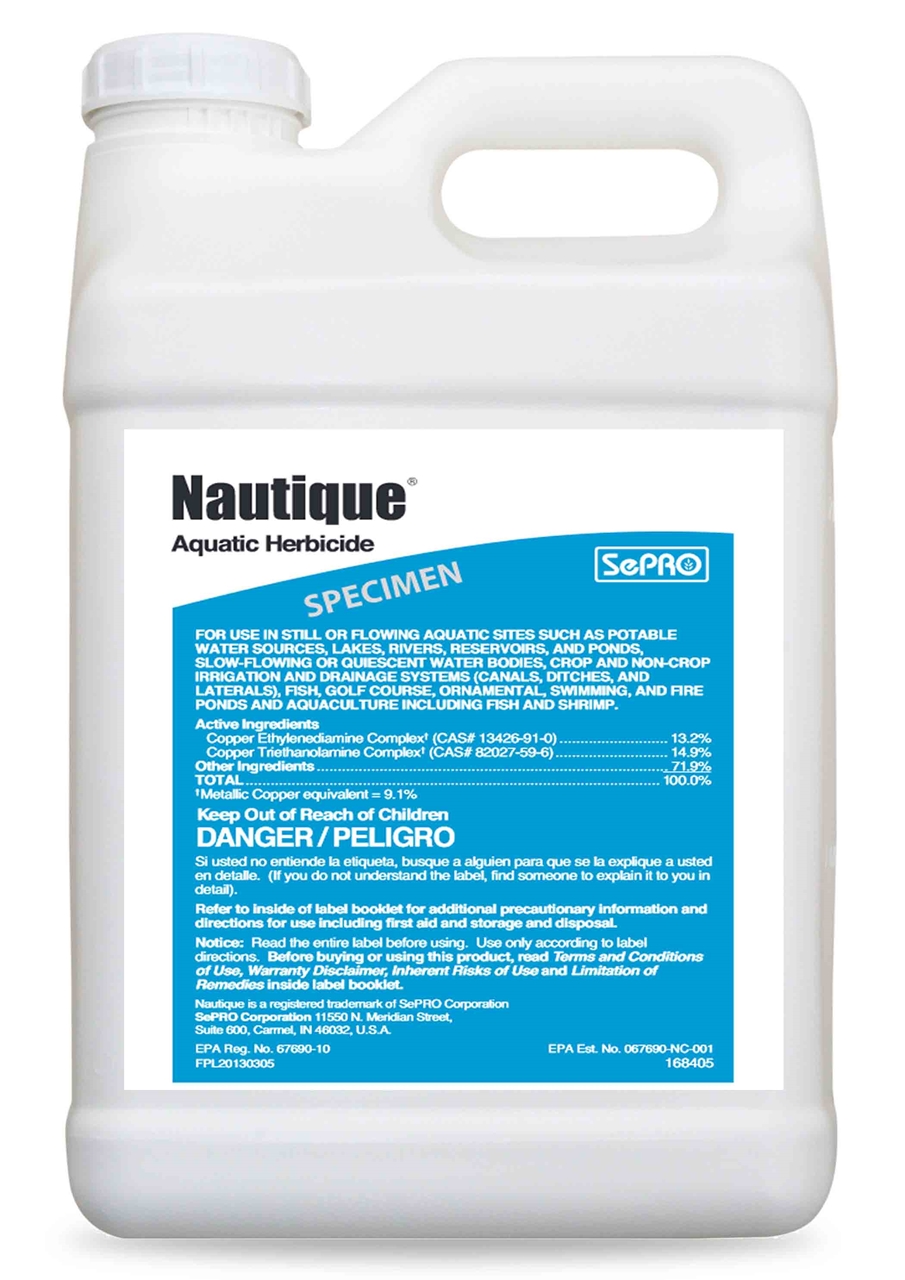 Nautique®
Aquatic Herbicide
SPECIMEN
SePRO
FOR USE IN STILL OR FLOWING AQUATIC SITES SUCH AS POTABLE
WATER SOURCES, LAKES, RIVERS, RESERVOIRS, AND PONDS,
SLOW-FLOWING OR QUIESCENT WATER BODIES, CROP AND NON-CROP
IRRIGATION AND DRAINAGE SYSTEMS (CANALS, DITCHES, AND
LATERALS), FISH, GOLF COURSE, ORNAMENTAL, SWIMMING, AND FIRE
PONDS AND AQUACULTURE INCLUDING FISH AND SHRIMP.
Active Ingredients
Copper Ethylenediamine Complex† (CAS# 13426-91-0) 13.2%
Copper Triethanolamine Complex† (CAS# 82027-59-6) 14.9%
Other Ingredients 71.9%
TOTAL 100.0%
†Metallic Copper equivalent = 9.1%
Keep Out of Reach of Children
DANGER / PELIGRO
Si usted no entiende la etiqueta, busque a alguien para que se la explique a usted
en detalle. (If you do not understand the label, find someone to explain it to you in
detail).
Refer to inside of label booklet for additional precautionary information and
directions for use including first aid and storage and disposal.
Notice: Read the entire label before using. Use only according to label
directions. Before buying or using this product, read Terms and Conditions
of Use, Warranty Disclaimer, Inherent Risks of Use and Limitation of
Remedies inside label booklet.
Nautique is a registered trademark of SePRO Corporation
SePRO Corporation 11550 N. Meridian Street,
Suite 600, Carmel, IN 46032, U.S.A.
EPA Reg. No. 67690-10 EPA Est. No. 067690-NC-001
FPL20130305 168405